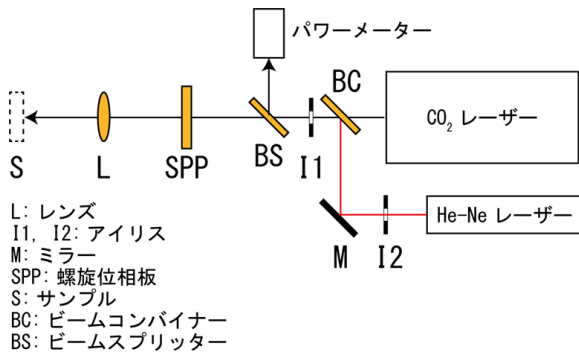 パワーメーター
BC
CO2 レーザー
S
L
SPP
BS
I1
He-Ne レーザー
M
I2
L: レンズ
I1, I2: アイリス
M: ミラー
SPP: 螺旋位相板
S: サンプル
BC: ビームコンバイナー
BS: ビームスプリッター